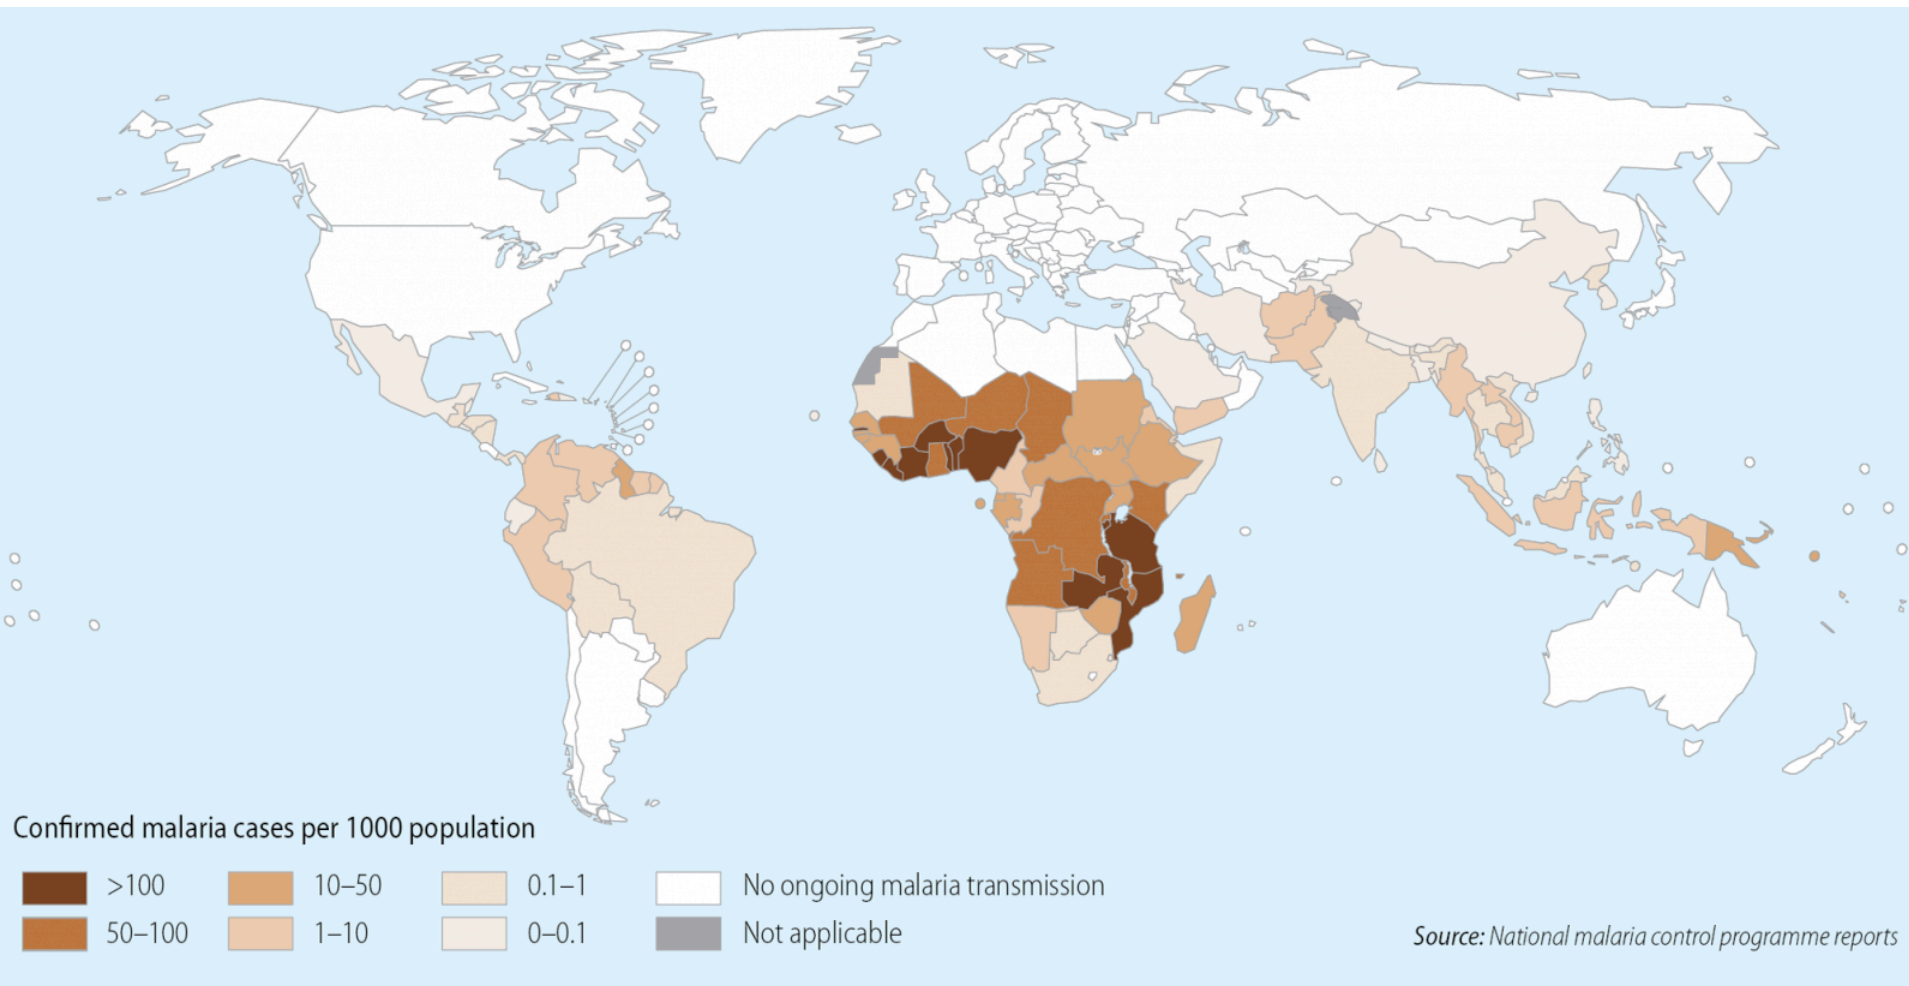 Confirmed malaria cases per 1000 population
>100
10–50
0.1–1
No ongoing malaria transmission
50–100
1–10
0–0.1
Not applicable
Source: National malaria control programme reports